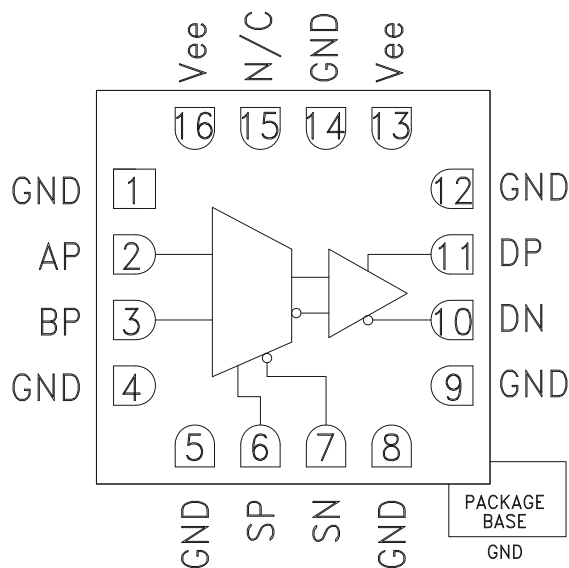 Vee
N/C
GND
Vee
16
15
14
13
GND
1
12
GND
AP
2
11
DP
BP
3
10
DN
GND
4
9
GND
5
6
7
8
GND
SP
SN
GND
PACKAGE
BASE
GND